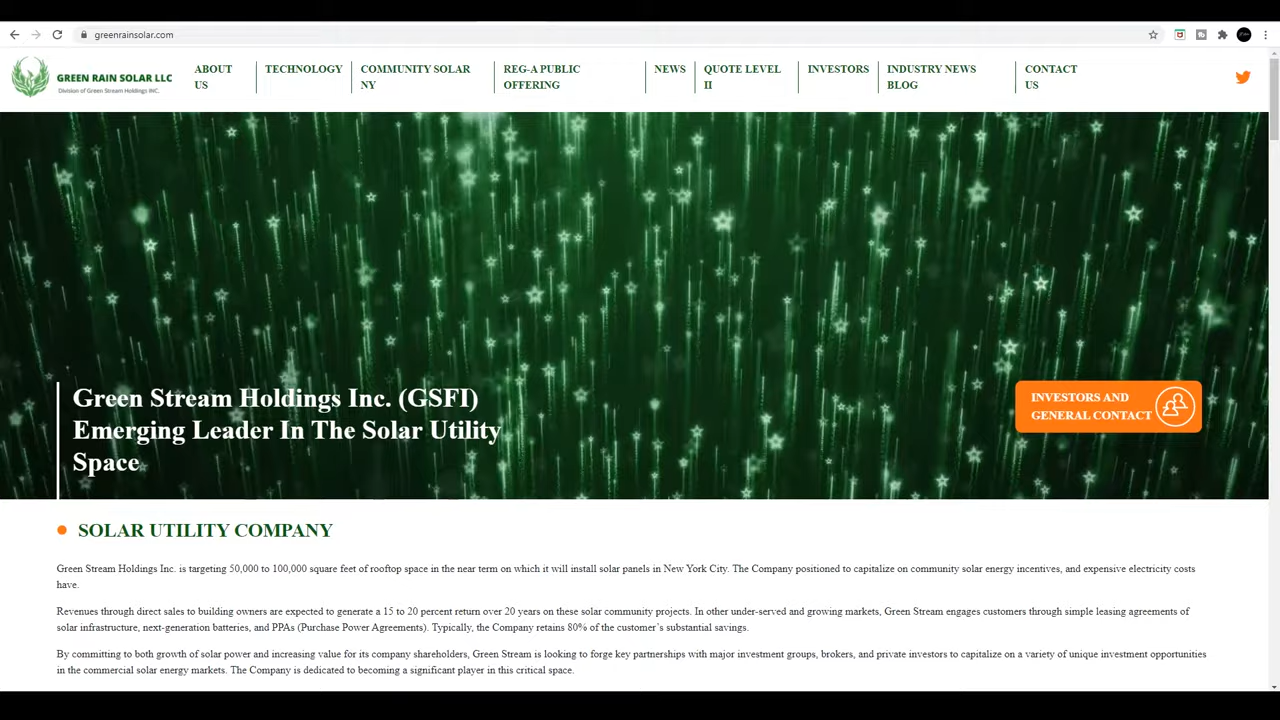 greenrainsolar.com
GREEN RAIN SOLAR LLC
Division of Green Stream Holdings INC.
ABOUT
US
TECHNOLOGY
COMMUNITY SOLAR
NY
REG-A PUBLIC
OFFERING
NEWS
QUOTE LEVEL
II
INVESTORS
INDUSTRY NEWS
BLOG
CONTACT
US
Green Stream Holdings Inc. (GSFI)
Emerging Leader In The Solar Utility
Space
INVESTORS AND
GENERAL CONTACT
SOLAR UTILITY COMPANY
Green Stream Holdings Inc. is targeting 50,000 to 100,000 square feet of rooftop space in the near term on which it will install solar panels in New York City. The Company positioned to capitalize on community solar energy incentives, and expensive electricity costs
have.
Revenues through direct sales to building owners are expected to generate a 15 to 20 percent return over 20 years on these solar community projects. In other under-served and growing markets, Green Stream engages customers through simple leasing agreements of
solar infrastructure, next-generation batteries, and PPAs (Purchase Power Agreements). Typically, the Company retains 80% of the customer’s substantial savings.
By committing to both growth of solar power and increasing value for its company shareholders, Green Stream is looking to forge key partnerships with major investment groups, brokers, and private investors to capitalize on a variety of unique investment opportunities
in the commercial solar energy markets. The Company is dedicated to becoming a significant player in this critical space.